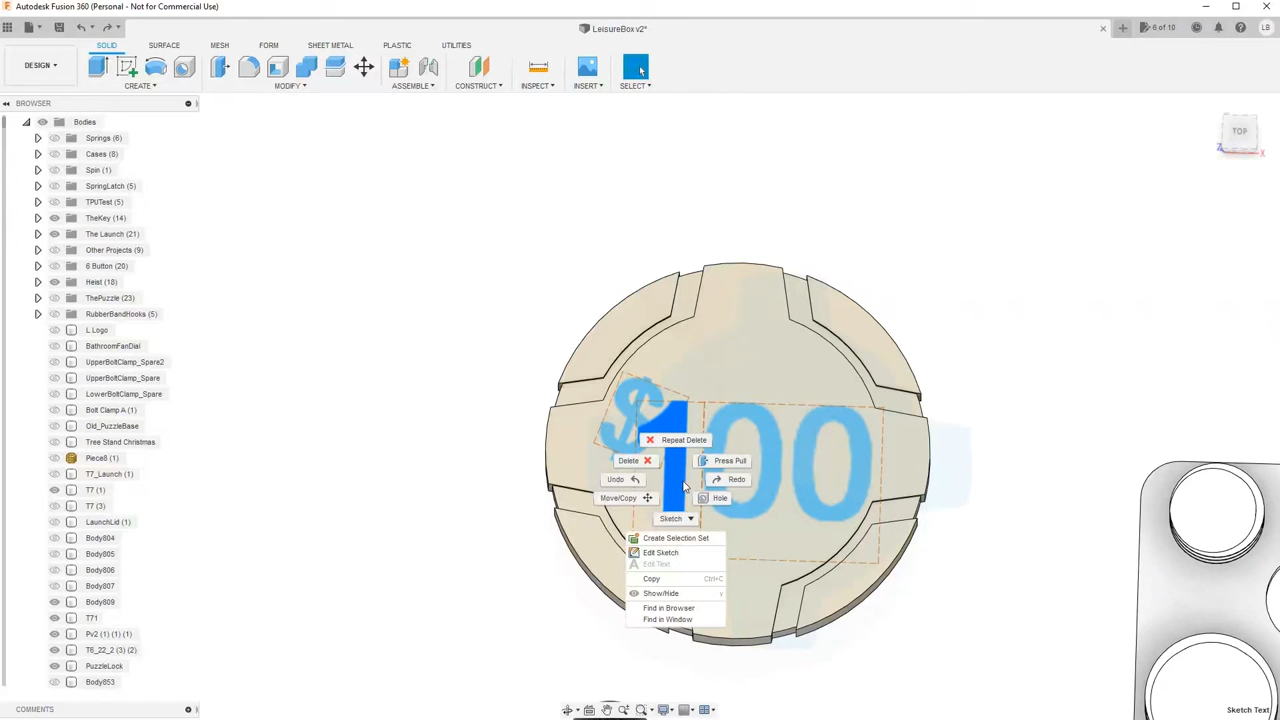 Autodesk Fusion 360 (Personal - Not for Commercial Use)
LeisureBox v2*
6 of 10
LB
DESIGN
SOLID SURFACE MESH FORM SHEET METAL PLASTIC UTILITIES
CREATE MODIFY ASSEMBLE CONSTRUCT INSPECT INSERT SELECT
BROWSER
TOP
Z X
Bodies
Springs (6)
Cases (8)
Spin (1)
SpringLatch (5)
TPUTest (5)
TheKey (14)
The Launch (21)
Other Projects (9)
6 Button (20)
Heist (18)
ThePuzzle (23)
RubberBandHooks (5)
L Logo
BathroomFanDial
UpperBoltClamp_Spare2
UpperBoltClamp_Spare
LowerBoltClamp_Spare
Bolt Clamp A (1)
Old_PuzzleBase
Tree Stand Christmas
Piece8 (1)
T7_Launch (1)
T7 (1)
T7 (3)
LaunchLid (1)
Body804
Body805
Body806
Body807
Body809
T71
Pv2 (1) (1) (1)
T6_22_2 (3) (2)
PuzzleLock
Body853
$100
Repeat Delete
Delete Press Pull
Undo Redo
Move/Copy Hole
Sketch
Create Selection Set
Edit Sketch
Edit Text
Copy Ctrl+C
Show/Hide v
Find in Browser
Find in Window
COMMENTS
Sketch Text